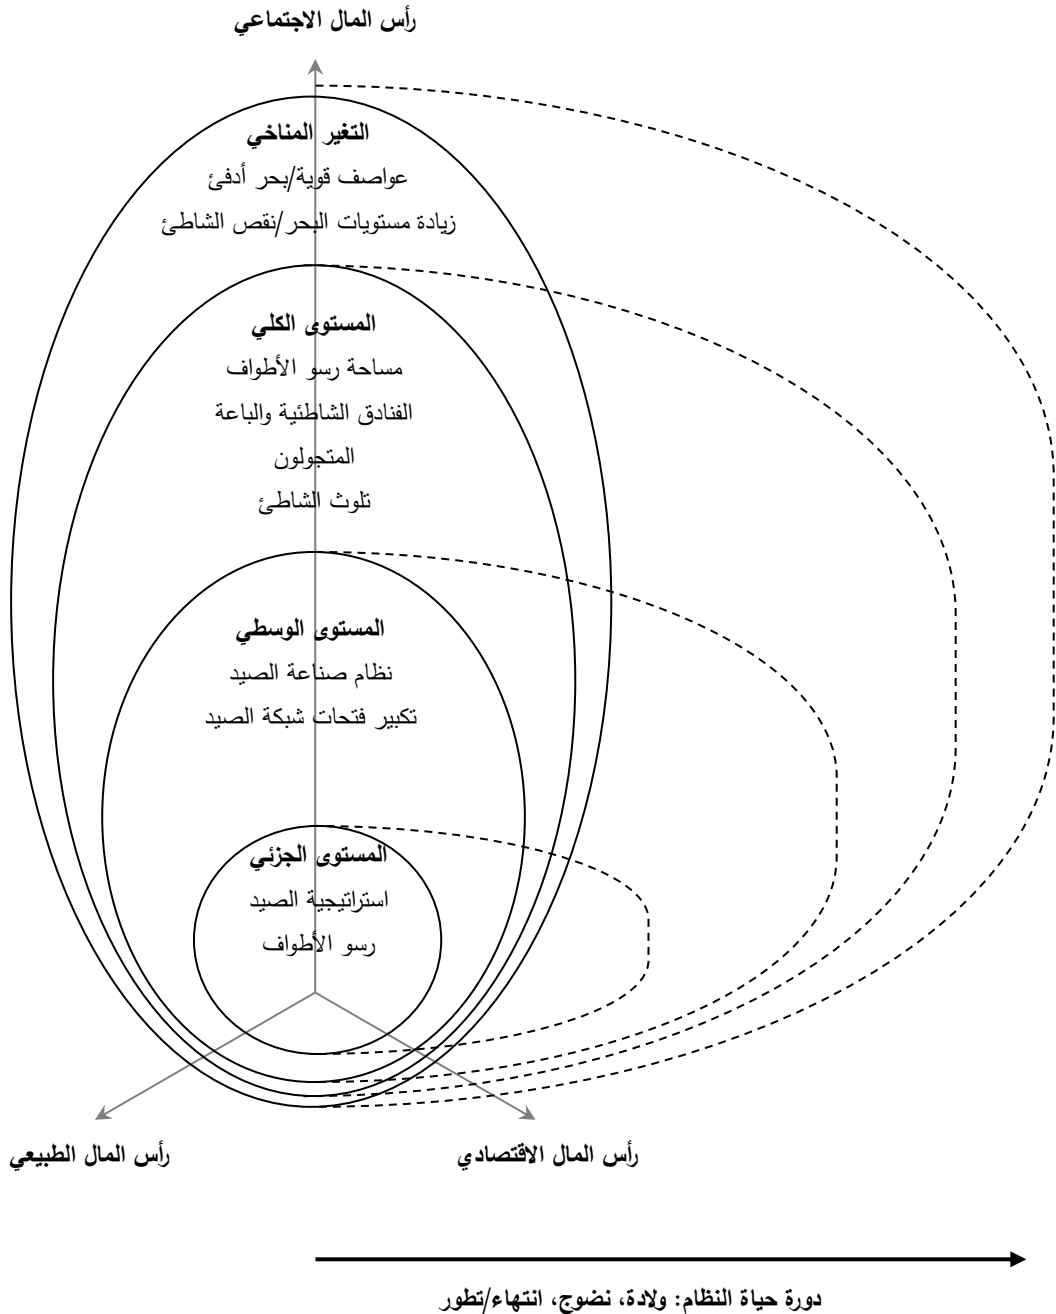 رأس المال الاجتماعي
التغير المناخي
عواصف قوية/بحر أدفئ
زيادة مستويات البحر/نقص الشاطئ
المستوى الكلي
مساحة رسو الأطواف
الفنادق الشاطئية والباعة
المتجولون
تلوث الشاطئ
المستوى الوسطي
نظام صناعة الصيد
تكبير فتحات شبكة الصيد
المستوى الجزئي
استراتيجية الصيد
رسو الأطواف
رأس المال الاقتصادي
رأس المال الطبيعي
دورة حياة النظام: ولادة، نضوج، انتهاء/تطور